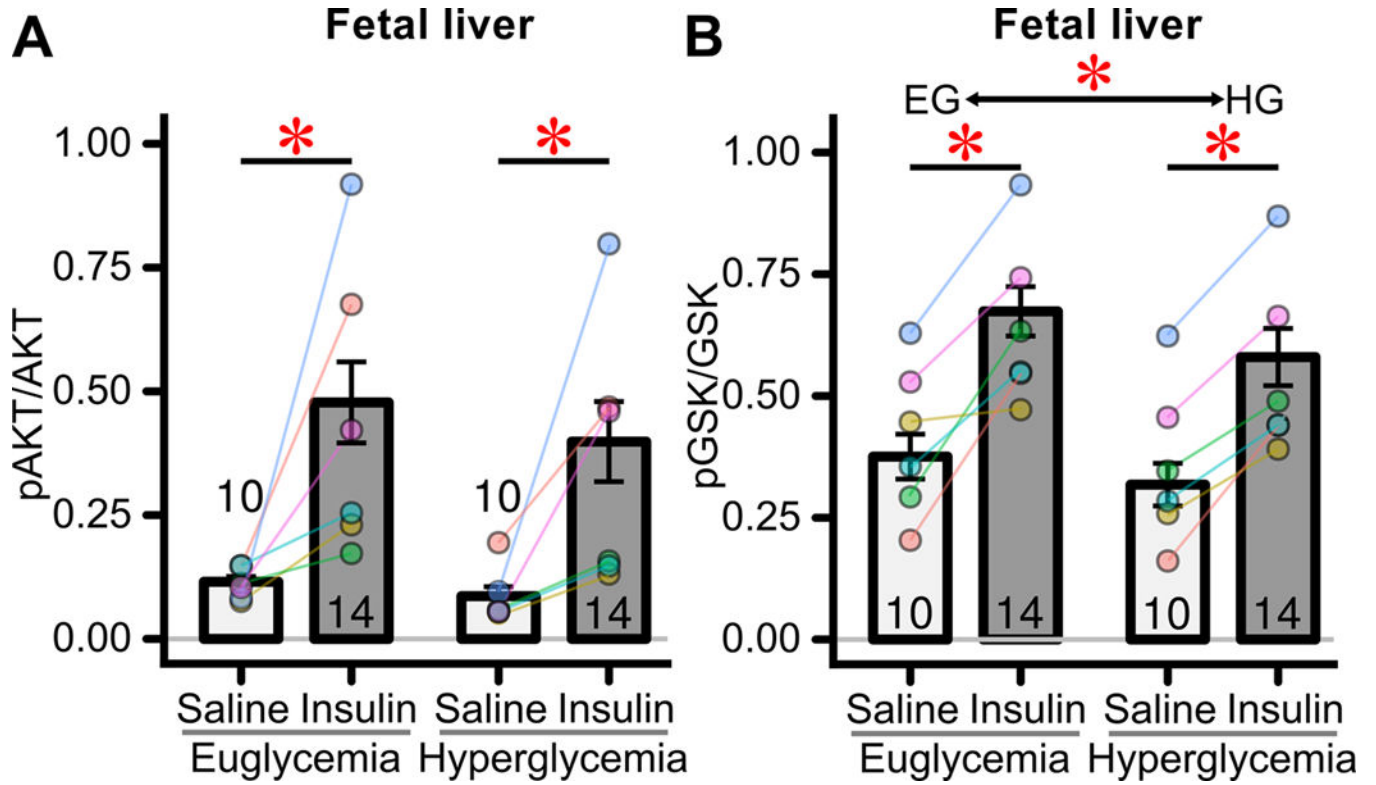 A
Fetal liver
*
*
1.00
0.75
0.50
0.25
0.00
pAKT/AKT
10
14
10
14
Saline Insulin Saline Insulin
Euglycemia Hyperglycemia
B
Fetal liver
*
EG HG
*
*
1.00
0.75
0.50
0.25
0.00
pGSK/GSK
10
14
10
14
Saline Insulin Saline Insulin
Euglycemia Hyperglycemia